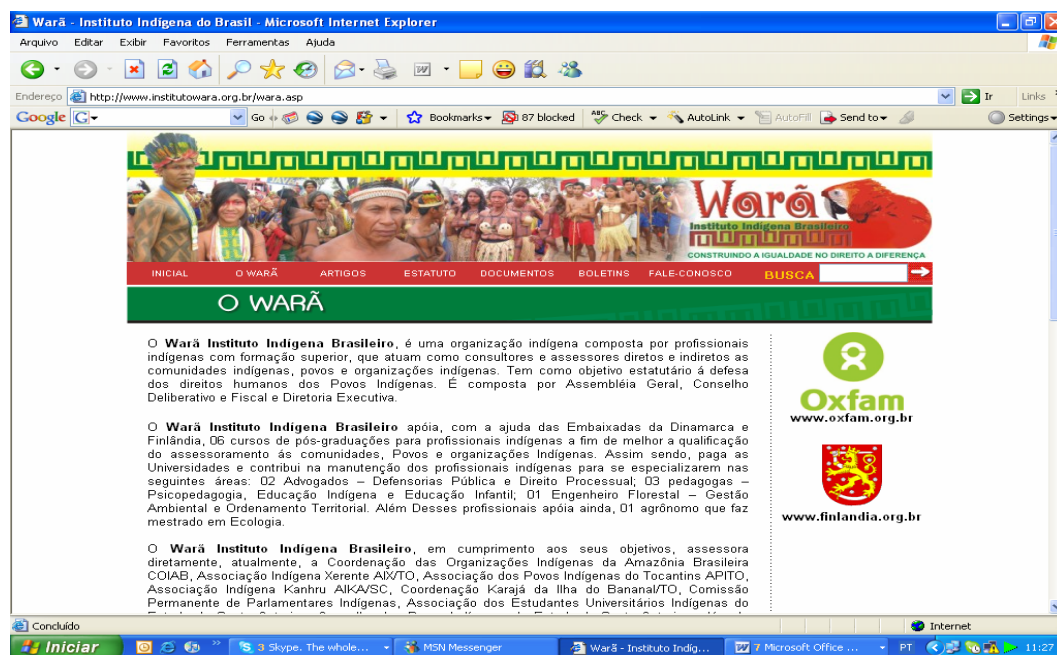 Warã - Instituto Indígena do Brasil - Microsoft Internet Explorer
Arquivo Editar Exibir Favoritos Ferramentas Ajuda
Endereço http://www.institutowara.org.br/wara.asp Ir Links
Google G Go Bookmarks 87 blocked ABC Check AutoLink AutoFill Send to Settings
Warã
Instituto Indígena Brasileiro
CONSTRUINDO A IGUALDADE NO DIREITO A DIFERENÇA
INICIAL O WARÃ ARTIGOS ESTATUTO DOCUMENTOS BOLETINS FALE-CONOSCO BUSCA
O WARÃ
O Warã Instituto Indígena Brasileiro, é uma organização indígena composta por profissionais
indígenas com formação superior, que atuam como consultores e assessores diretos e indiretos as
comunidades indígenas, povos e organizações indígenas. Tem como objetivo estatutário á defesa
dos direitos humanos dos Povos Indígenas. É composta por Assembléia Geral, Conselho
Deliberativo e Fiscal e Diretoria Executiva.
O Warã Instituto Indígena Brasileiro apóia, com a ajuda das Embaixadas da Dinamarca e
Finlândia, 06 cursos de pós-graduações para profissionais indígenas a fim de melhor a qualificação
do assessoramento ás comunidades, Povos e organizações Indígenas. Assim sendo, paga as
Universidades e contribui na manutenção dos profissionais indígenas para se especializarem nas
seguintes áreas: 02 Advogados – Defensorias Pública e Direito Processual; 03 pedagogas –
Psicopedagogia, Educação Indígena e Educação Infantil; 01 Engenheiro Florestal – Gestão
Ambiental e Ordenamento Territorial. Além Desses profissionais apóia ainda, 01 agrônomo que faz
mestrado em Ecologia.
O Warã Instituto Indígena Brasileiro, em cumprimento aos seus objetivos, assessora
diretamente, atualmente, a Coordenação das Organizações Indígenas da Amazônia Brasileira
COIAB, Associação Indígena Xerente AIX/TO, Associação dos Povos Indígenas do Tocantins APITO,
Associação Indígena Kanhru AIKA/SC, Coordenação Karajá da Ilha do Bananal/TO, Comissão
Permanente de Parlamentares Indígenas, Associação dos Estudantes Universitários Indígenas do
Oxfam
www.oxfam.org.br
www.finlandia.org.br
Concluído Internet
Iniciar 3 Skype. The whole... MSN Messenger Warã - Instituto Indíg... 7 Microsoft Office ... PT 11:27